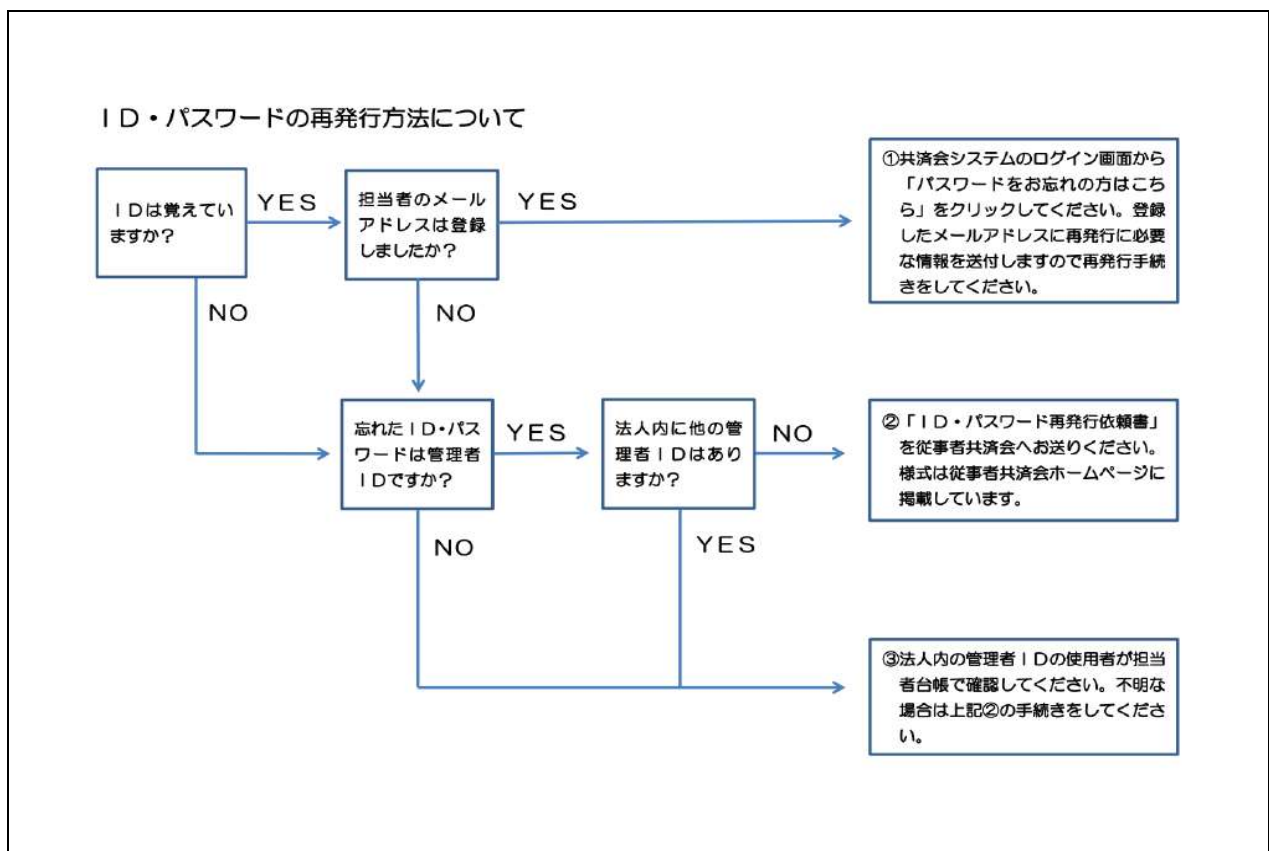 ID・パスワードの再発行方法について
IDは覚えてい
ますか？
YES
担当者のメール
アドレスは登録
しましたか？
YES
①共済会システムのログイン画面から
「パスワードをお忘れの方はこち
ら」をクリックしてください。登録
したメールアドレスに再発行に必要
な情報を送付しますので再発行手続
きをしてください。
NO
NO
忘れたID・パス
ワードは管理者
IDですか？
YES
法人内に他の管
理者IDはあり
ますか？
NO
②「ID・パスワード再発行依頼書」
を従事者共済会へお送りください。
様式は従事者共済会ホームページに
掲載しています。
NO
YES
③法人内の管理者IDの使用者が担当
者台帳で確認してください。不明な
場合は上記②の手続きをしてくださ
い。